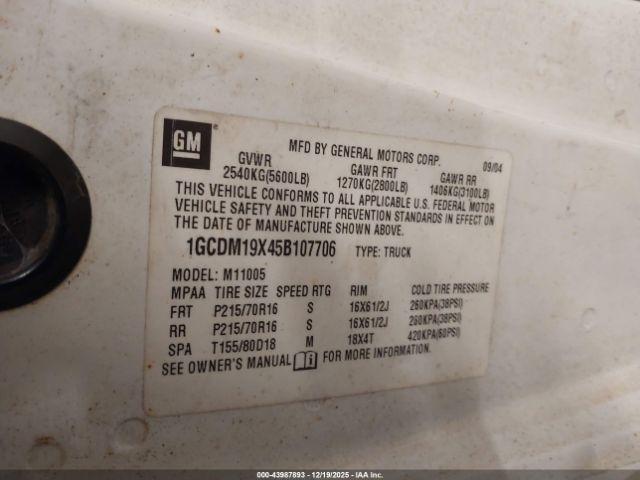 GM
MFD BY GENERAL MOTORS CORP. 09/04
GVWR GAWR FRT GAWR RR
2540KG(5600LB) 1270KG(2800LB) 1406KG(3100LB)
THIS VEHICLE CONFORMS TO ALL APPLICABLE U.S. FEDERAL MOTOR
VEHICLE SAFETY AND THEFT PREVENTION STANDARDS IN EFFECT ON
THE DATE OF MANUFACTURE SHOWN ABOVE.
1GCDM19X45B107706 TYPE: TRUCK
MODEL: M11005
MPAA TIRE SIZE SPEED RTG RIM COLD TIRE PRESSURE
FRT P215/70R16 S 16X61/2J 260KPA(38PSI)
RR P215/70R16 S 16X61/2J 260KPA(38PSI)
SPA T155/80D18 M 18X4T 420KPA(60PSI)
SEE OWNER'S MANUAL FOR MORE INFORMATION.
000-43987893 - 12/19/2025 - IAA Inc.